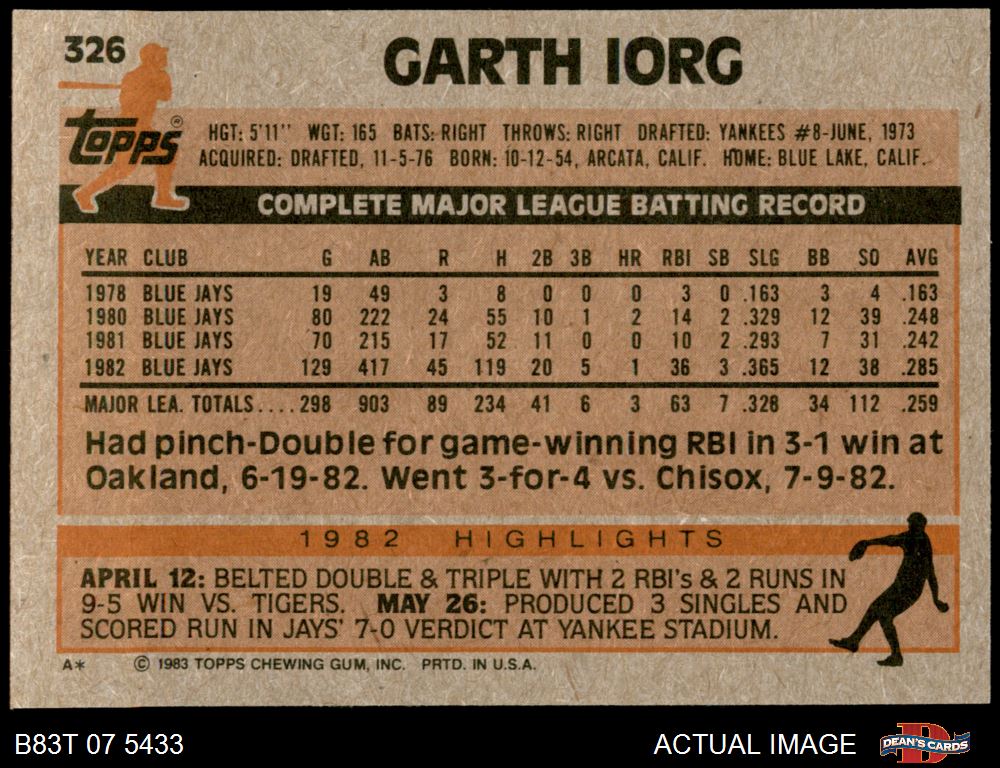 326
GARTH IORG
topps®
HGT: 5'11" WGT: 165 BATS: RIGHT THROWS: RIGHT DRAFTED: YANKEES #8-JUNE, 1973
ACQUIRED: DRAFTED, 11-5-76 BORN: 10-12-54, ARCATA, CALIF. HOME: BLUE LAKE, CALIF.
COMPLETE MAJOR LEAGUE BATTING RECORD
YEAR CLUB G AB R H 2B 3B HR RBI SB SLG BB SO AVG
1978 BLUE JAYS 19 49 3 8 0 0 0 3 0 .163 3 4 .163
1980 BLUE JAYS 80 222 24 55 10 1 2 14 2 .329 12 39 .248
1981 BLUE JAYS 70 215 17 52 11 0 0 10 2 .293 7 31 .242
1982 BLUE JAYS 129 417 45 119 20 5 1 36 3 .365 12 38 .285
MAJOR LEA. TOTALS.... 298 903 89 234 41 6 3 63 7 .328 34 112 .259
Had pinch-Double for game-winning RBI in 3-1 win at
Oakland, 6-19-82. Went 3-for-4 vs. Chisox, 7-9-82.
1982 HIGHLIGHTS
APRIL 12: BELTED DOUBLE & TRIPLE WITH 2 RBI's & 2 RUNS IN
9-5 WIN VS. TIGERS. MAY 26: PRODUCED 3 SINGLES AND
SCORED RUN IN JAYS' 7-0 VERDICT AT YANKEE STADIUM.
A* © 1983 TOPPS CHEWING GUM, INC. PRTD. IN U.S.A.
B83T 07 5433
ACTUAL IMAGE
D
DEAN'S CARDS